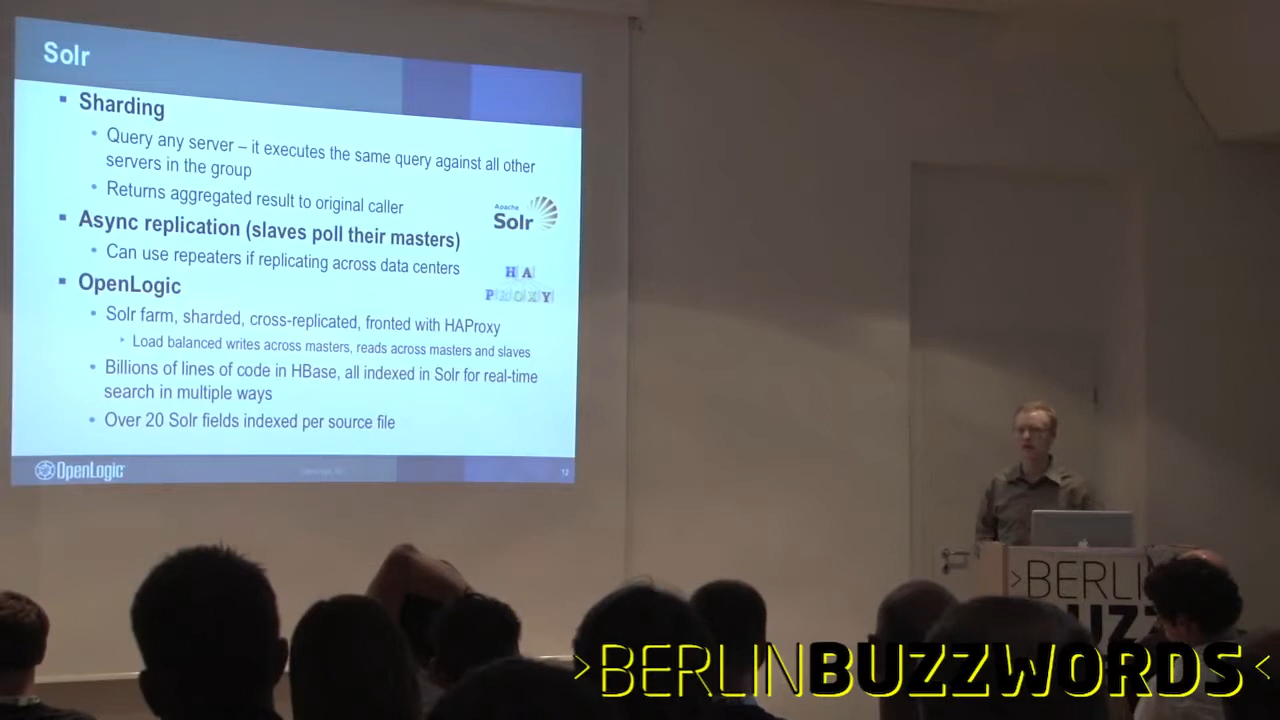 Solr
▪ Sharding
• Query any server – it executes the same query against all other
servers in the group
• Returns aggregated result to original caller
▪ Async replication (slaves poll their masters)
• Can use repeaters if replicating across data centers
▪ OpenLogic
• Solr farm, sharded, cross-replicated, fronted with HAProxy
‣ Load balanced writes across masters, reads across masters and slaves
• Billions of lines of code in HBase, all indexed in Solr for real-time
search in multiple ways
• Over 20 Solr fields indexed per source file
Apache
Solr
HA
PROXY
OpenLogic
12
>BERLIN
BUZZ
>BERLINBUZZWORDS<